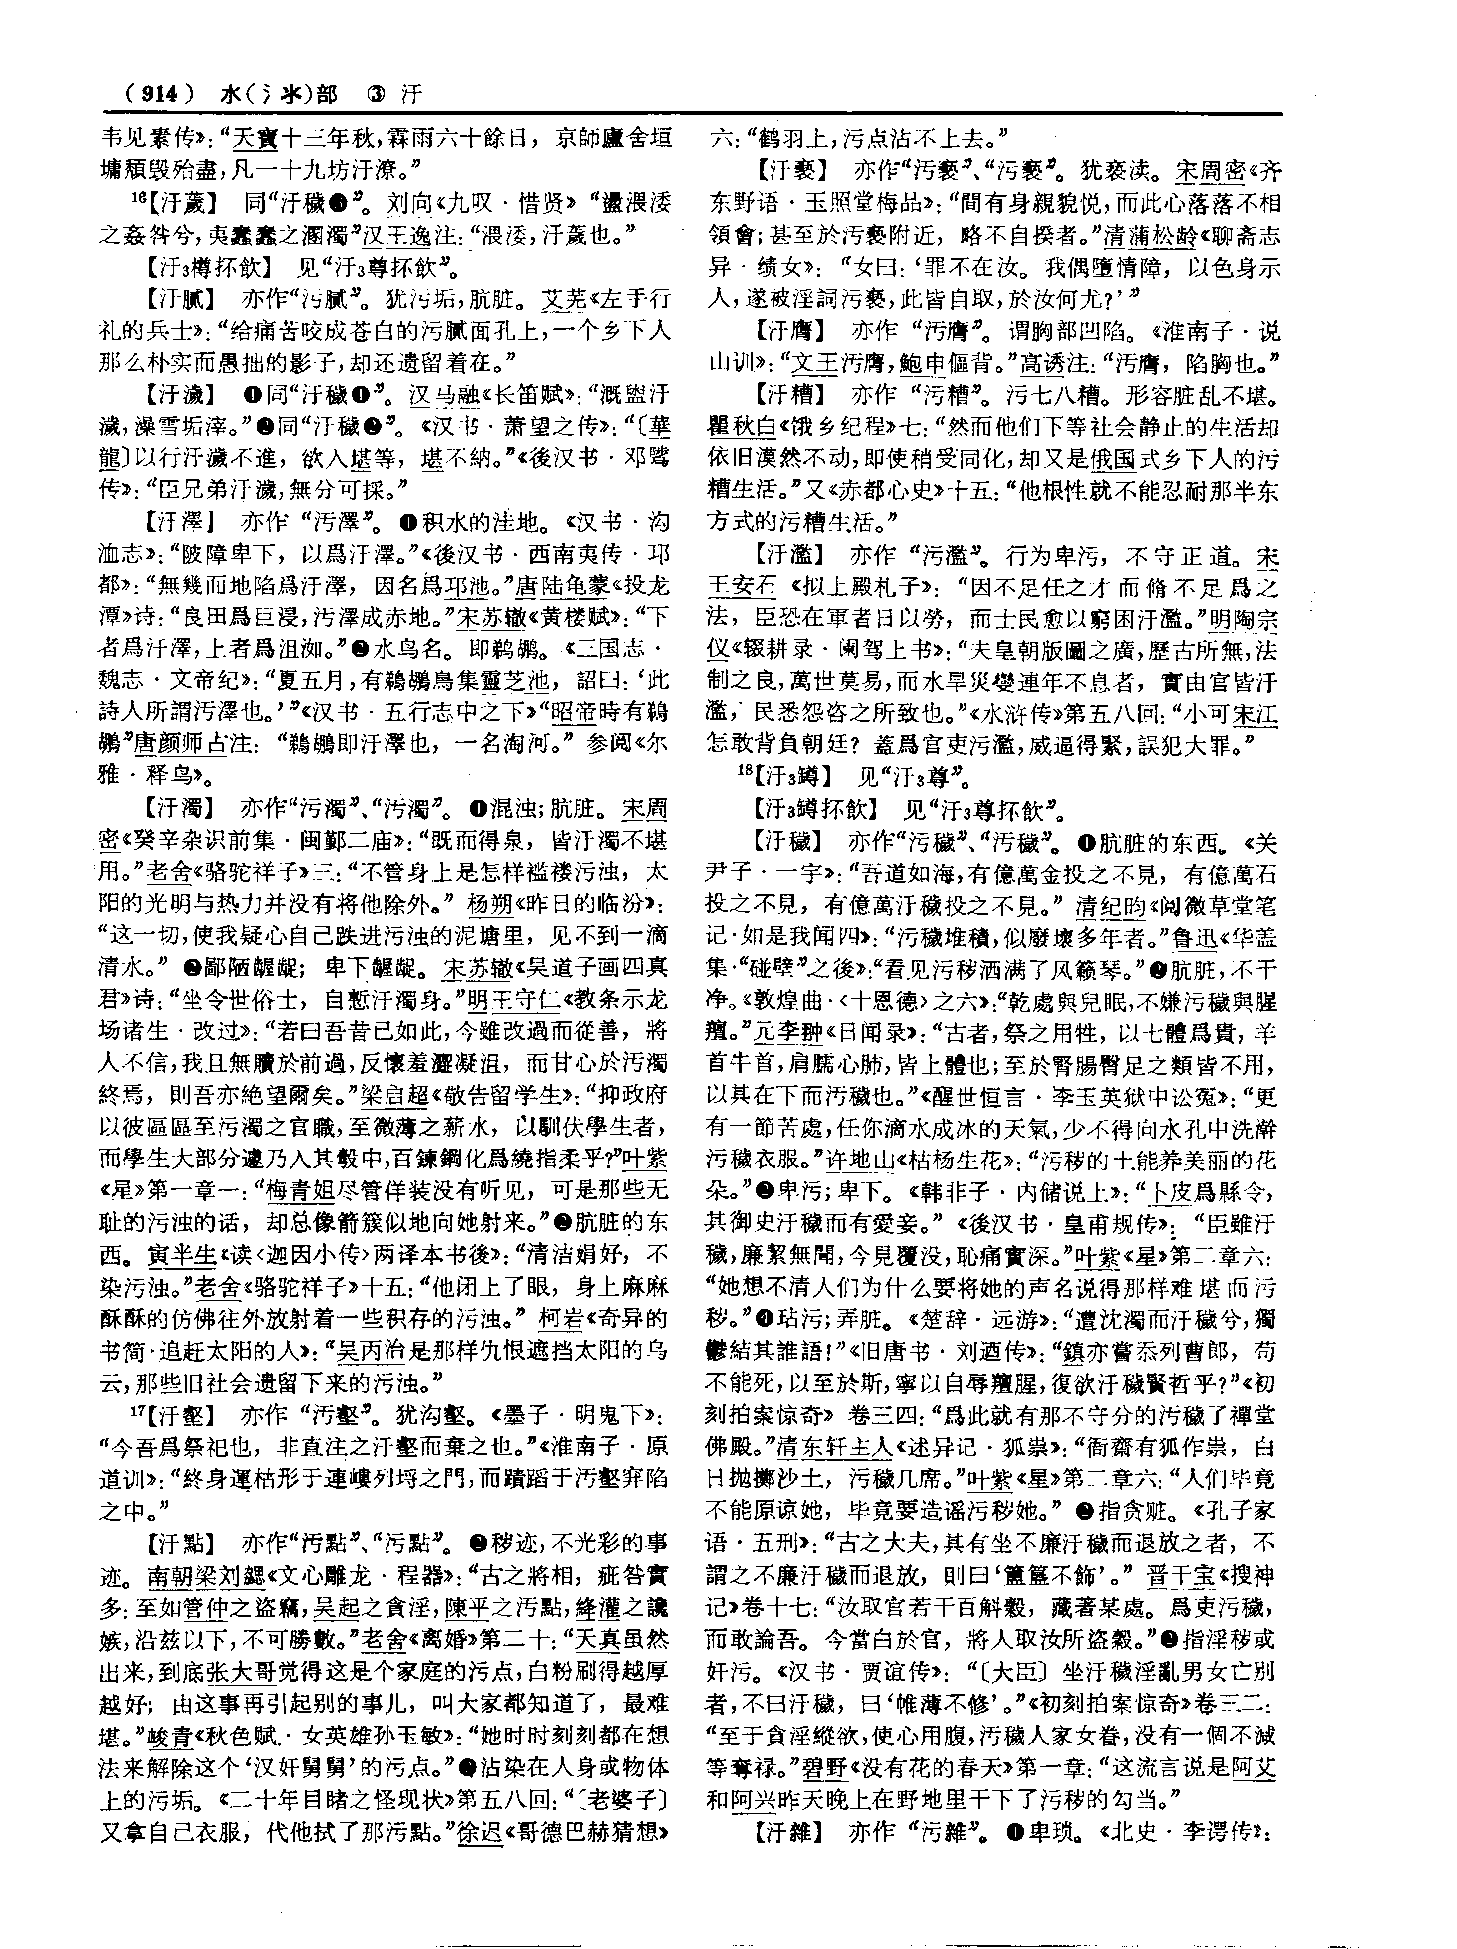 （914） 水(氵氺)部 ③ 汙
韦见素传》：“天寶十三年秋，霖雨六十餘日，京師廬舍垣
墉頹毁殆盡，凡一十九坊汙潦。”
16【汙薉】 同“汙穢❸”。刘向《九叹·惜贤》“盪渨涹
之姦咎兮，夷蠢蠢之溷濁”汉王逸注：“渨涹，汙薉也。”
【汙3樽抔飲】 见“汙3尊抔飲”。
【汙膩】 亦作“污膩”。犹污垢，肮脏。艾芜《左手行
礼的兵士》：“给痛苦咬成苍白的污腻面孔上，一个乡下人
那么朴实而愚拙的影子，却还遗留着在。”
【汙濊】 ❶同“汙穢❶”。汉马融《长笛赋》：“溉盥汙
濊，澡雪垢滓。”❷同“汙穢❷”。《汉书·萧望之传》：“〔華
龍〕以行汙濊不進，欲入堪等，堪不納。”《後汉书·邓骘
传》：“臣兄弟汙濊，無分可採。”
【汙澤】 亦作“污澤”。❶积水的洼地。《汉书·沟
洫志》：“陂障卑下，以爲汙澤。”《後汉书·西南夷传·邛
都》：“無幾而地陷爲汙澤，因名爲邛池。”唐陆龟蒙《投龙
潭》诗：“良田爲巨浸，污澤成赤地。”宋苏辙《黄楼赋》：“下
者爲汙澤，上者爲沮洳。”❷水鸟名。即鹈鹕。《三国志·
魏志·文帝纪》：“夏五月，有鵜鶘鳥集靈芝池，詔曰：‘此
詩人所謂污澤也。’”《汉书·五行志中之下》“昭帝時有鵜
鶘”唐颜师古注：“鵜鶘即汙澤也，一名淘河。”参阅《尔
雅·释鸟》。
【汙濁】 亦作“污濁”、“汚濁”。❶混浊；肮脏。宋周
密《癸辛杂识前集·闽鄞二庙》：“既而得泉，皆汙濁不堪
用。”老舍《骆驼祥子》三：“不管身上是怎样褴褛污浊，太
阳的光明与热力并没有将他除外。”杨朔《昨日的临汾》：
“这一切，使我疑心自己跌进污浊的泥塘里，见不到一滴
清水。”❷鄙陋龌龊；卑下龌龊。宋苏辙《吴道子画四真
君》诗：“坐令世俗士，自慙汙濁身。”明王守仁《教条示龙
场诸生·改过》：“若曰吾昔已如此，今雖改過而從善，將
人不信，我且無贖於前過，反懷羞澀凝沮，而甘心於污濁
終焉，則吾亦絶望爾矣。”梁启超《敬告留学生》：“抑政府
以彼區區至污濁之官職，至微薄之薪水，以馴伏學生者，
而學生大部分遽乃入其彀中，百鍊鋼化爲繞指柔乎？”叶紫
《星》第一章一：“梅青姐尽管佯装没有听见，可是那些无
耻的污浊的话，却总像箭簇似地向她射来。”❸肮脏的东
西。寅半生《读〈迦因小传〉两译本书後》：“清洁娟好，不
染污浊。”老舍《骆驼祥子》十五：“他闭上了眼，身上麻麻
酥酥的仿佛往外放射着一些积存的污浊。”柯岩《奇异的
书简·追赶太阳的人》：“吴丙治是那样仇恨遮挡太阳的乌
云，那些旧社会遗留下来的污浊。”
17【汙壑】 亦作“污壑”。犹沟壑。《墨子·明鬼下》：
“今吾爲祭祀也，非直注之汙壑而棄之也。”《淮南子·原
道训》：“終身運枯形于連嶁列埒之門，而蹪蹈于污壑穽陷
之中。”
【汙點】 亦作“汚點”、“污點”。❶秽迹，不光彩的事
迹。南朝梁刘勰《文心雕龙·程器》：“古之將相，疵咎實
多：至如管仲之盜竊，吴起之貪淫，陳平之污點，絳灌之讒
嫉，沿兹以下，不可勝數。”老舍《离婚》第二十：“天真虽然
出来，到底张大哥觉得这是个家庭的污点，白粉刷得越厚
越好；由这事再引起别的事儿，叫大家都知道了，最难
堪。”峻青《秋色赋·女英雄孙玉敏》：“她时时刻刻都在想
法来解除这个‘汉奸舅舅’的污点。”❷沾染在人身或物体
上的污垢。《二十年目睹之怪现状》第五八回：“〔老婆子〕
又拿自己衣服，代他拭了那污點。”徐迟《哥德巴赫猜想》
六：“鹤羽上，污点沾不上去。”
【汙褻】 亦作“污褻”、“汚褻”。犹亵渎。宋周密《齐
东野语·玉照堂梅品》：“間有身親貌悦，而此心落落不相
領會；甚至於污褻附近，略不自揆者。”清蒲松龄《聊斋志
异·绩女》：“女曰：‘罪不在汝。我偶墮情障，以色身示
人，遂被淫詞污褻，此皆自取，於汝何尤？’”
【汙膺】 亦作“污膺”。谓胸部凹陷。《淮南子·说
山训》：“文王污膺，鮑申傴背。”高诱注：“污膺，陷胸也。”
【汙糟】 亦作“污糟”。污七八糟。形容脏乱不堪。
瞿秋白《饿乡纪程》七：“然而他们下等社会静止的生活却
依旧漠然不动，即使稍受同化，却又是俄国式乡下人的污
糟生活。”又《赤都心史》十五：“他根性就不能忍耐那半东
方式的污糟生活。”
【汙濫】 亦作“污濫”。行为卑污，不守正道。宋
王安石《拟上殿札子》：“因不足任之才而脩不足爲之
法，臣恐在軍者日以勞，而士民愈以窮困汙濫。”明陶宗
仪《辍耕录·阑驾上书》：“夫皇朝版圖之廣，歷古所無，法
制之良，萬世莫易，而水旱災變連年不息者，實由官皆汙
濫，民悉怨咨之所致也。”《水浒传》第五八回：“小可宋江
怎敢背負朝廷？蓋爲官吏污濫，威逼得緊，誤犯大罪。”
18【汙3罇】 见“汙3尊”。
【汙3罇抔飲】 见“汙3尊抔飲”。
【汙穢】 亦作“污穢”、“汚穢”。❶肮脏的东西。《关
尹子·一宇》：“吾道如海，有億萬金投之不見，有億萬石
投之不見，有億萬汙穢投之不見。”清纪昀《阅微草堂笔
记·如是我闻四》：“污穢堆積，似廢壞多年者。”鲁迅《华盖
集·“碰壁”之後》：“看见污秽洒满了风籁琴。”❷肮脏，不干
净。《敦煌曲·〈十恩德〉之六》：“乾處與兒眠，不嫌污穢與腥
羶。”元李翀《日闻录》：“古者，祭之用牲，以七體爲貴，羊
首牛首，肩臑心肺，皆上體也；至於腎腸臀足之類皆不用，
以其在下而污穢也。”《醒世恒言·李玉英狱中讼冤》：“更
有一節苦處，任你滴水成冰的天氣，少不得向水孔中洗澣
污穢衣服。”许地山《枯杨生花》：“污秽的土能养美丽的花
朵。”❸卑污；卑下。《韩非子·内储说上》：“卜皮爲縣令，
其御史汙穢而有愛妾。”《後汉书·皇甫规传》：“臣雖汙
穢，廉絜無聞，今見覆没，恥痛實深。”叶紫《星》第二章六：
“她想不清人们为什么要将她的声名说得那样难堪而污
秽。”❹玷污；弄脏。《楚辞·远游》：“遭沈濁而汙穢兮，獨
鬱結其誰語！”《旧唐书·刘迺传》：“鎮亦嘗忝列曹郎，苟
不能死，以至於斯，寧以自辱羶腥，復欲汙穢賢哲乎？”《初
刻拍案惊奇》卷三四：“爲此就有那不守分的污穢了禪堂
佛殿。”清东轩主人《述异记·狐祟》：“衙齋有狐作祟，白
日抛擲沙土，污穢几席。”叶紫《星》第二章六：“人们毕竟
不能原谅她，毕竟要造谣污秽她。”❺指贪赃。《孔子家
语·五刑》：“古之大夫，其有坐不廉汙穢而退放之者，不
謂之不廉汙穢而退放，則曰‘簠簋不飾’。”晋干宝《搜神
记》卷十七：“汝取官若干百斛穀，藏著某處。爲吏污穢，
而敢論吾。今當白於官，將人取汝所盜穀。”❻指淫秽或
奸污。《汉书·贾谊传》：“〔大臣〕坐汙穢淫亂男女亡别
者，不曰汙穢，曰‘帷薄不修’。”《初刻拍案惊奇》卷三二：
“至于貪淫縱欲，使心用腹，污穢人家女眷，没有一個不減
等奪禄。”碧野《没有花的春天》第一章：“这流言说是阿艾
和阿兴昨天晚上在野地里干下了污秽的勾当。”
【汙雜】 亦作“污雜”。❶卑琐。《北史·李谔传》：